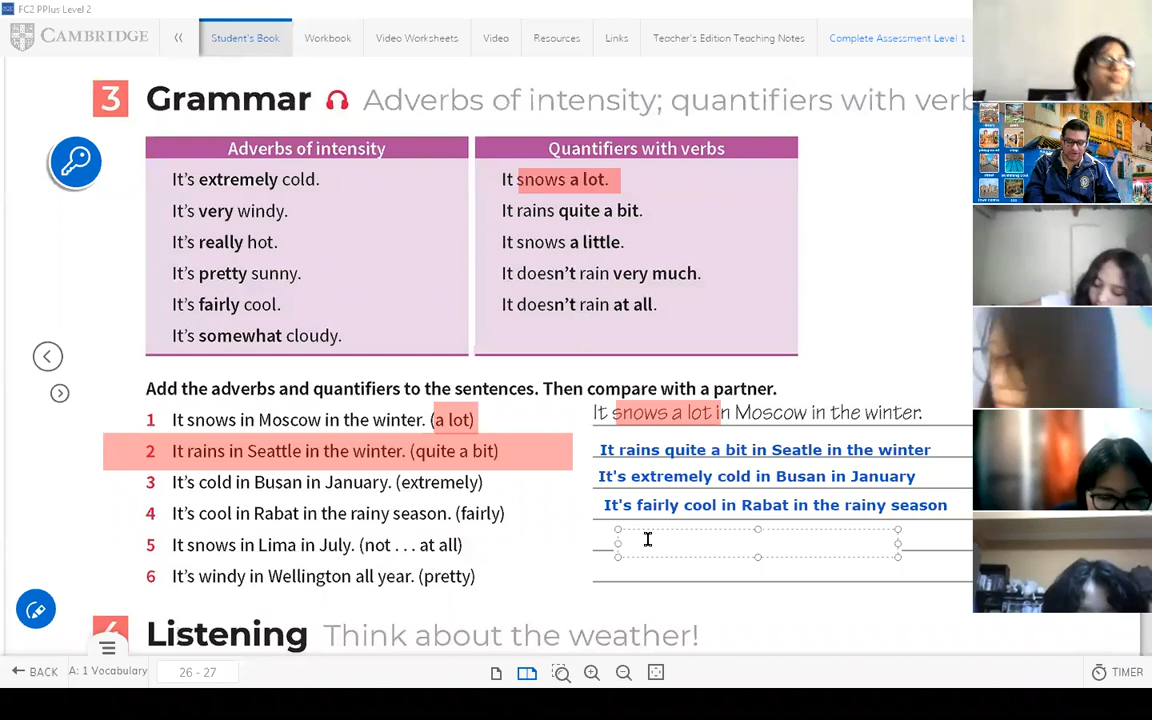 FC2 PPlus Level 2
CAMBRIDGE
Student's Book
Workbook
Video Worksheets
Video
Resources
Links
Teacher's Edition Teaching Notes
Complete Assessment Level 1
3 Grammar Adverbs of intensity; quantifiers with verb
Adverbs of intensity
It's extremely cold.
It's very windy.
It's really hot.
It's pretty sunny.
It's fairly cool.
It's somewhat cloudy.
Quantifiers with verbs
It snows a lot.
It rains quite a bit.
It snows a little.
It doesn't rain very much.
It doesn't rain at all.
Add the adverbs and quantifiers to the sentences. Then compare with a partner.
1 It snows in Moscow in the winter. (a lot)
It snows a lot in Moscow in the winter.
2 It rains in Seattle in the winter. (quite a bit)
It rains quite a bit in Seatle in the winter
3 It's cold in Busan in January. (extremely)
It's extremely cold in Busan in January
4 It's cool in Rabat in the rainy season. (fairly)
It's fairly cool in Rabat in the rainy season
5 It snows in Lima in July. (not . . . at all)
6 It's windy in Wellington all year. (pretty)
Listening Think about the weather!
BACK
A: 1 Vocabulary
26 - 27
TIMER